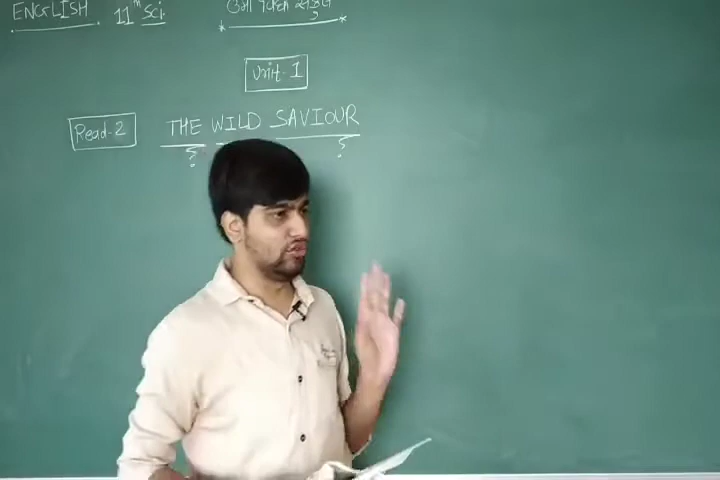 ENGLISH 11th Sci.
Unit-1
Read-2 THE WILD SAVIOUR
? ?